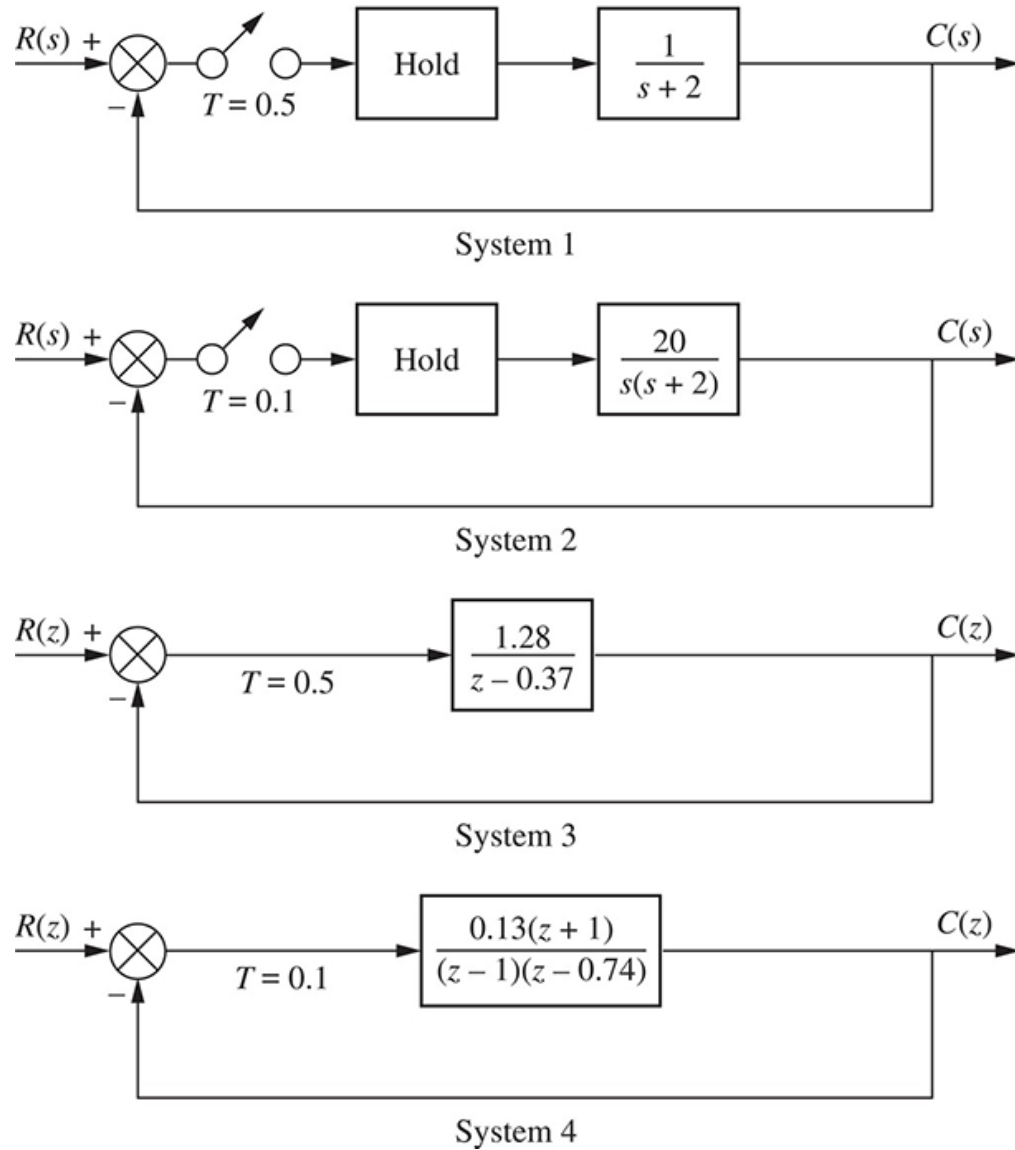 R(s) + C(s)
Hold 1
s + 2
− T = 0.5
System 1
R(s) + C(s)
Hold 20
s(s + 2)
− T = 0.1
System 2
R(z) + C(z)
1.28
z − 0.37
− T = 0.5
System 3
R(z) + C(z)
0.13(z + 1)
(z − 1)(z − 0.74)
− T = 0.1
System 4